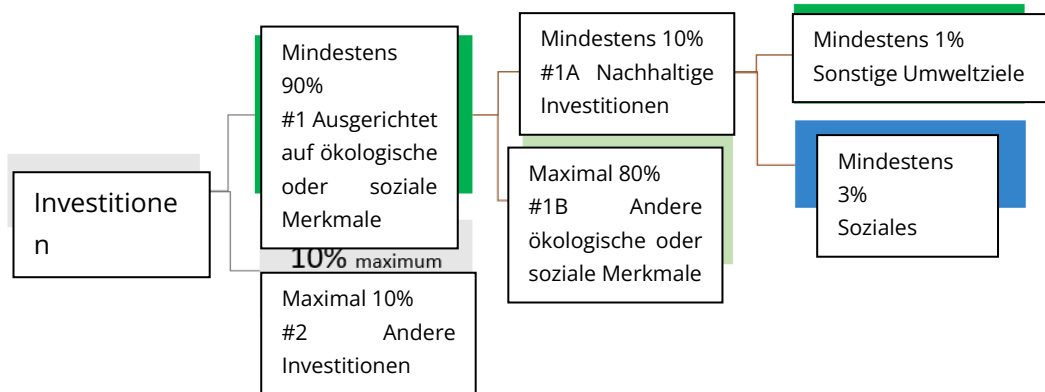 Investitione
n
Mindestens
90%
#1 Ausgerichtet
auf ökologische
oder soziale
Merkmale
10% maximum
Maximal 10%
#2 Andere
Investitionen
Mindestens 10%
#1A Nachhaltige
Investitionen
Maximal 80%
#1B Andere
ökologische oder
soziale Merkmale
Mindestens 1%
Sonstige Umweltziele
Mindestens
3%
Soziales